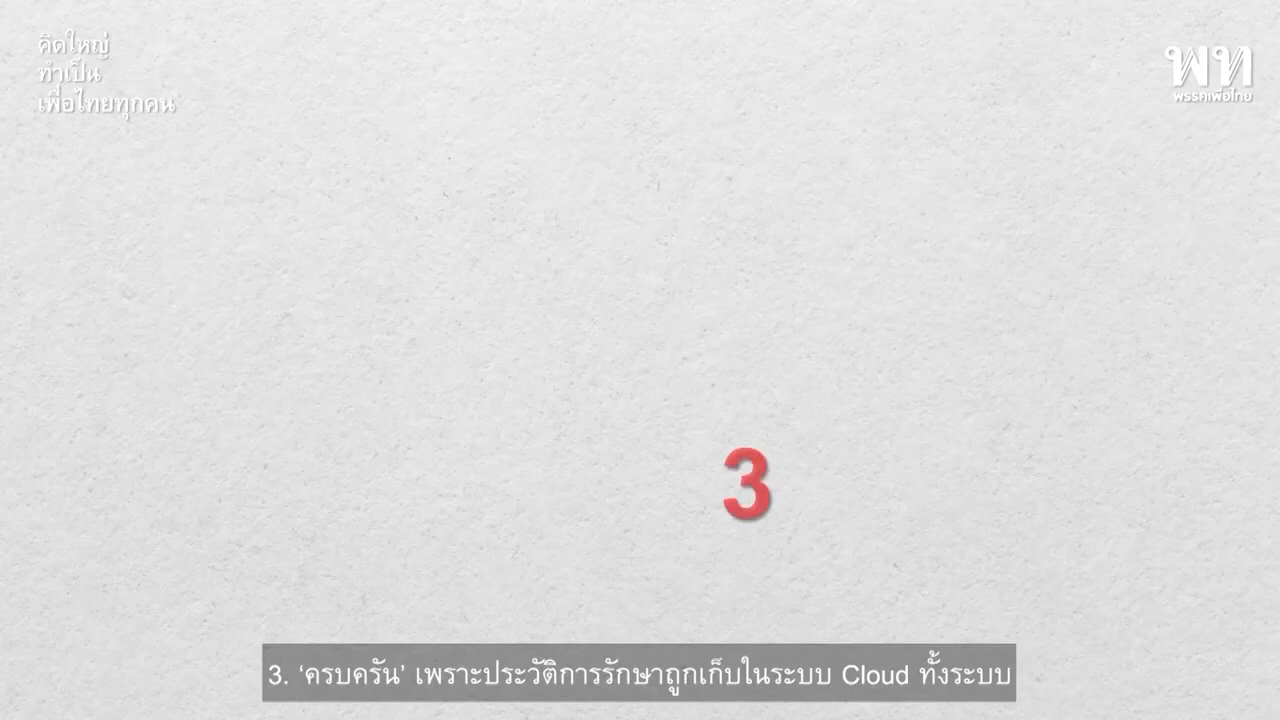 คิดใหญ่
ทำเป็น
เพื่อไทยทุกคน
พท
พรรคเพื่อไทย
3
3. ‘ครบครัน’ เพราะประวัติการรักษาถูกเก็บในระบบ Cloud ทั้งระบบ